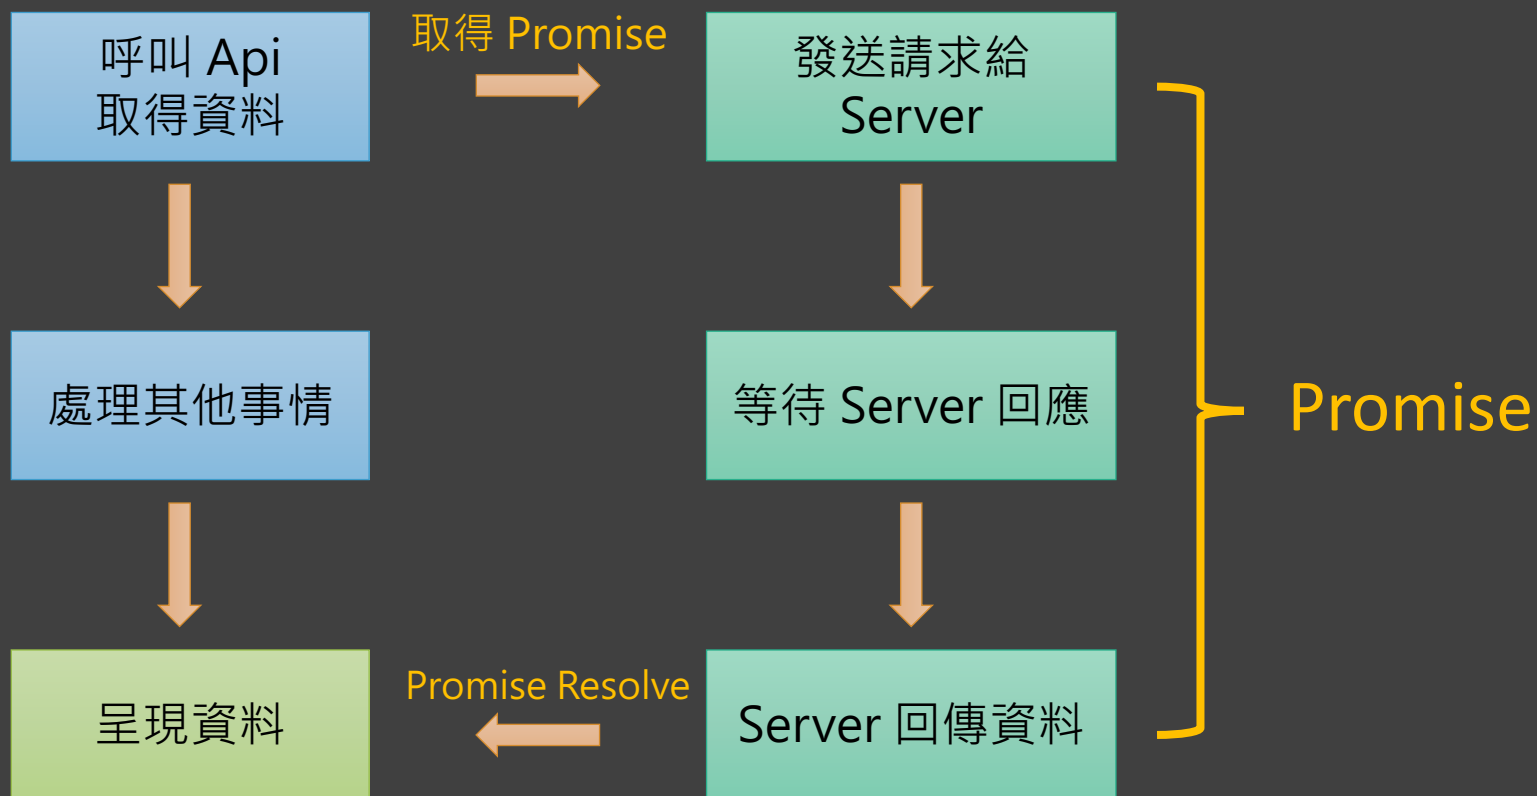 呼叫 Api
取得資料
取得 Promise
發送請求給
Server
處理其他事情
等待 Server 回應
Promise
呈現資料
Promise Resolve
Server 回傳資料